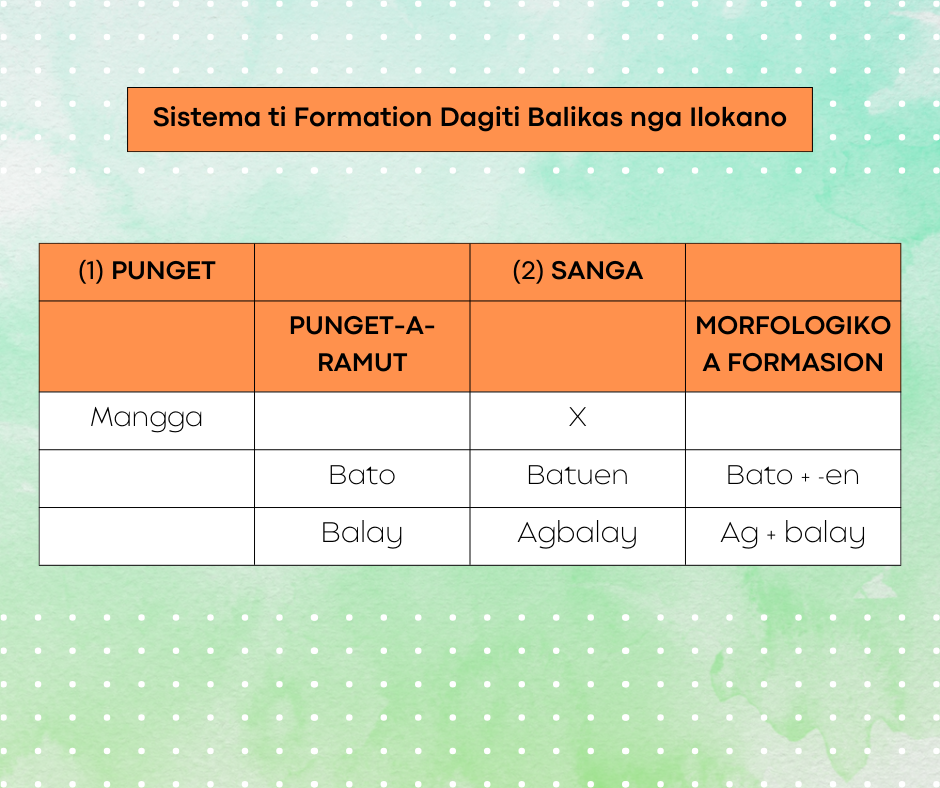 Sistema ti Formation Dagiti Balikas nga Ilokano
(1) PUNGET (2) SANGA
PUNGET-A-
RAMUT
MORFOLOGIKO
A FORMASION
Mangga X
Bato Batuen Bato + -en
Balay Agbalay Ag + balay